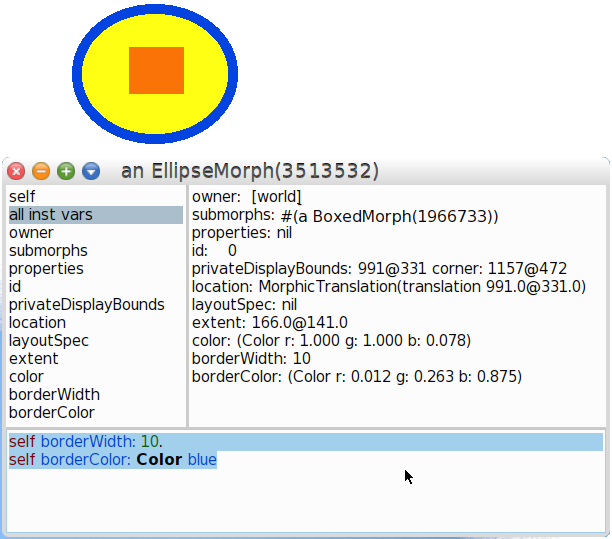 an EllipseMorph(3513532)
self
all inst vars
owner
submorphs
properties
id
privateDisplayBounds
location
layoutSpec
extent
color
borderWidth
borderColor
owner: [world]
submorphs: #(a BoxedMorph(1966733))
properties: nil
id: 0
privateDisplayBounds: 991@331 corner: 1157@472
location: MorphicTranslation(translation 991.0@331.0)
layoutSpec: nil
extent: 166.0@141.0
color: (Color r: 1.000 g: 1.000 b: 0.078)
borderWidth: 10
borderColor: (Color r: 0.012 g: 0.263 b: 0.875)
self borderWidth: 10.
self borderColor: Color blue